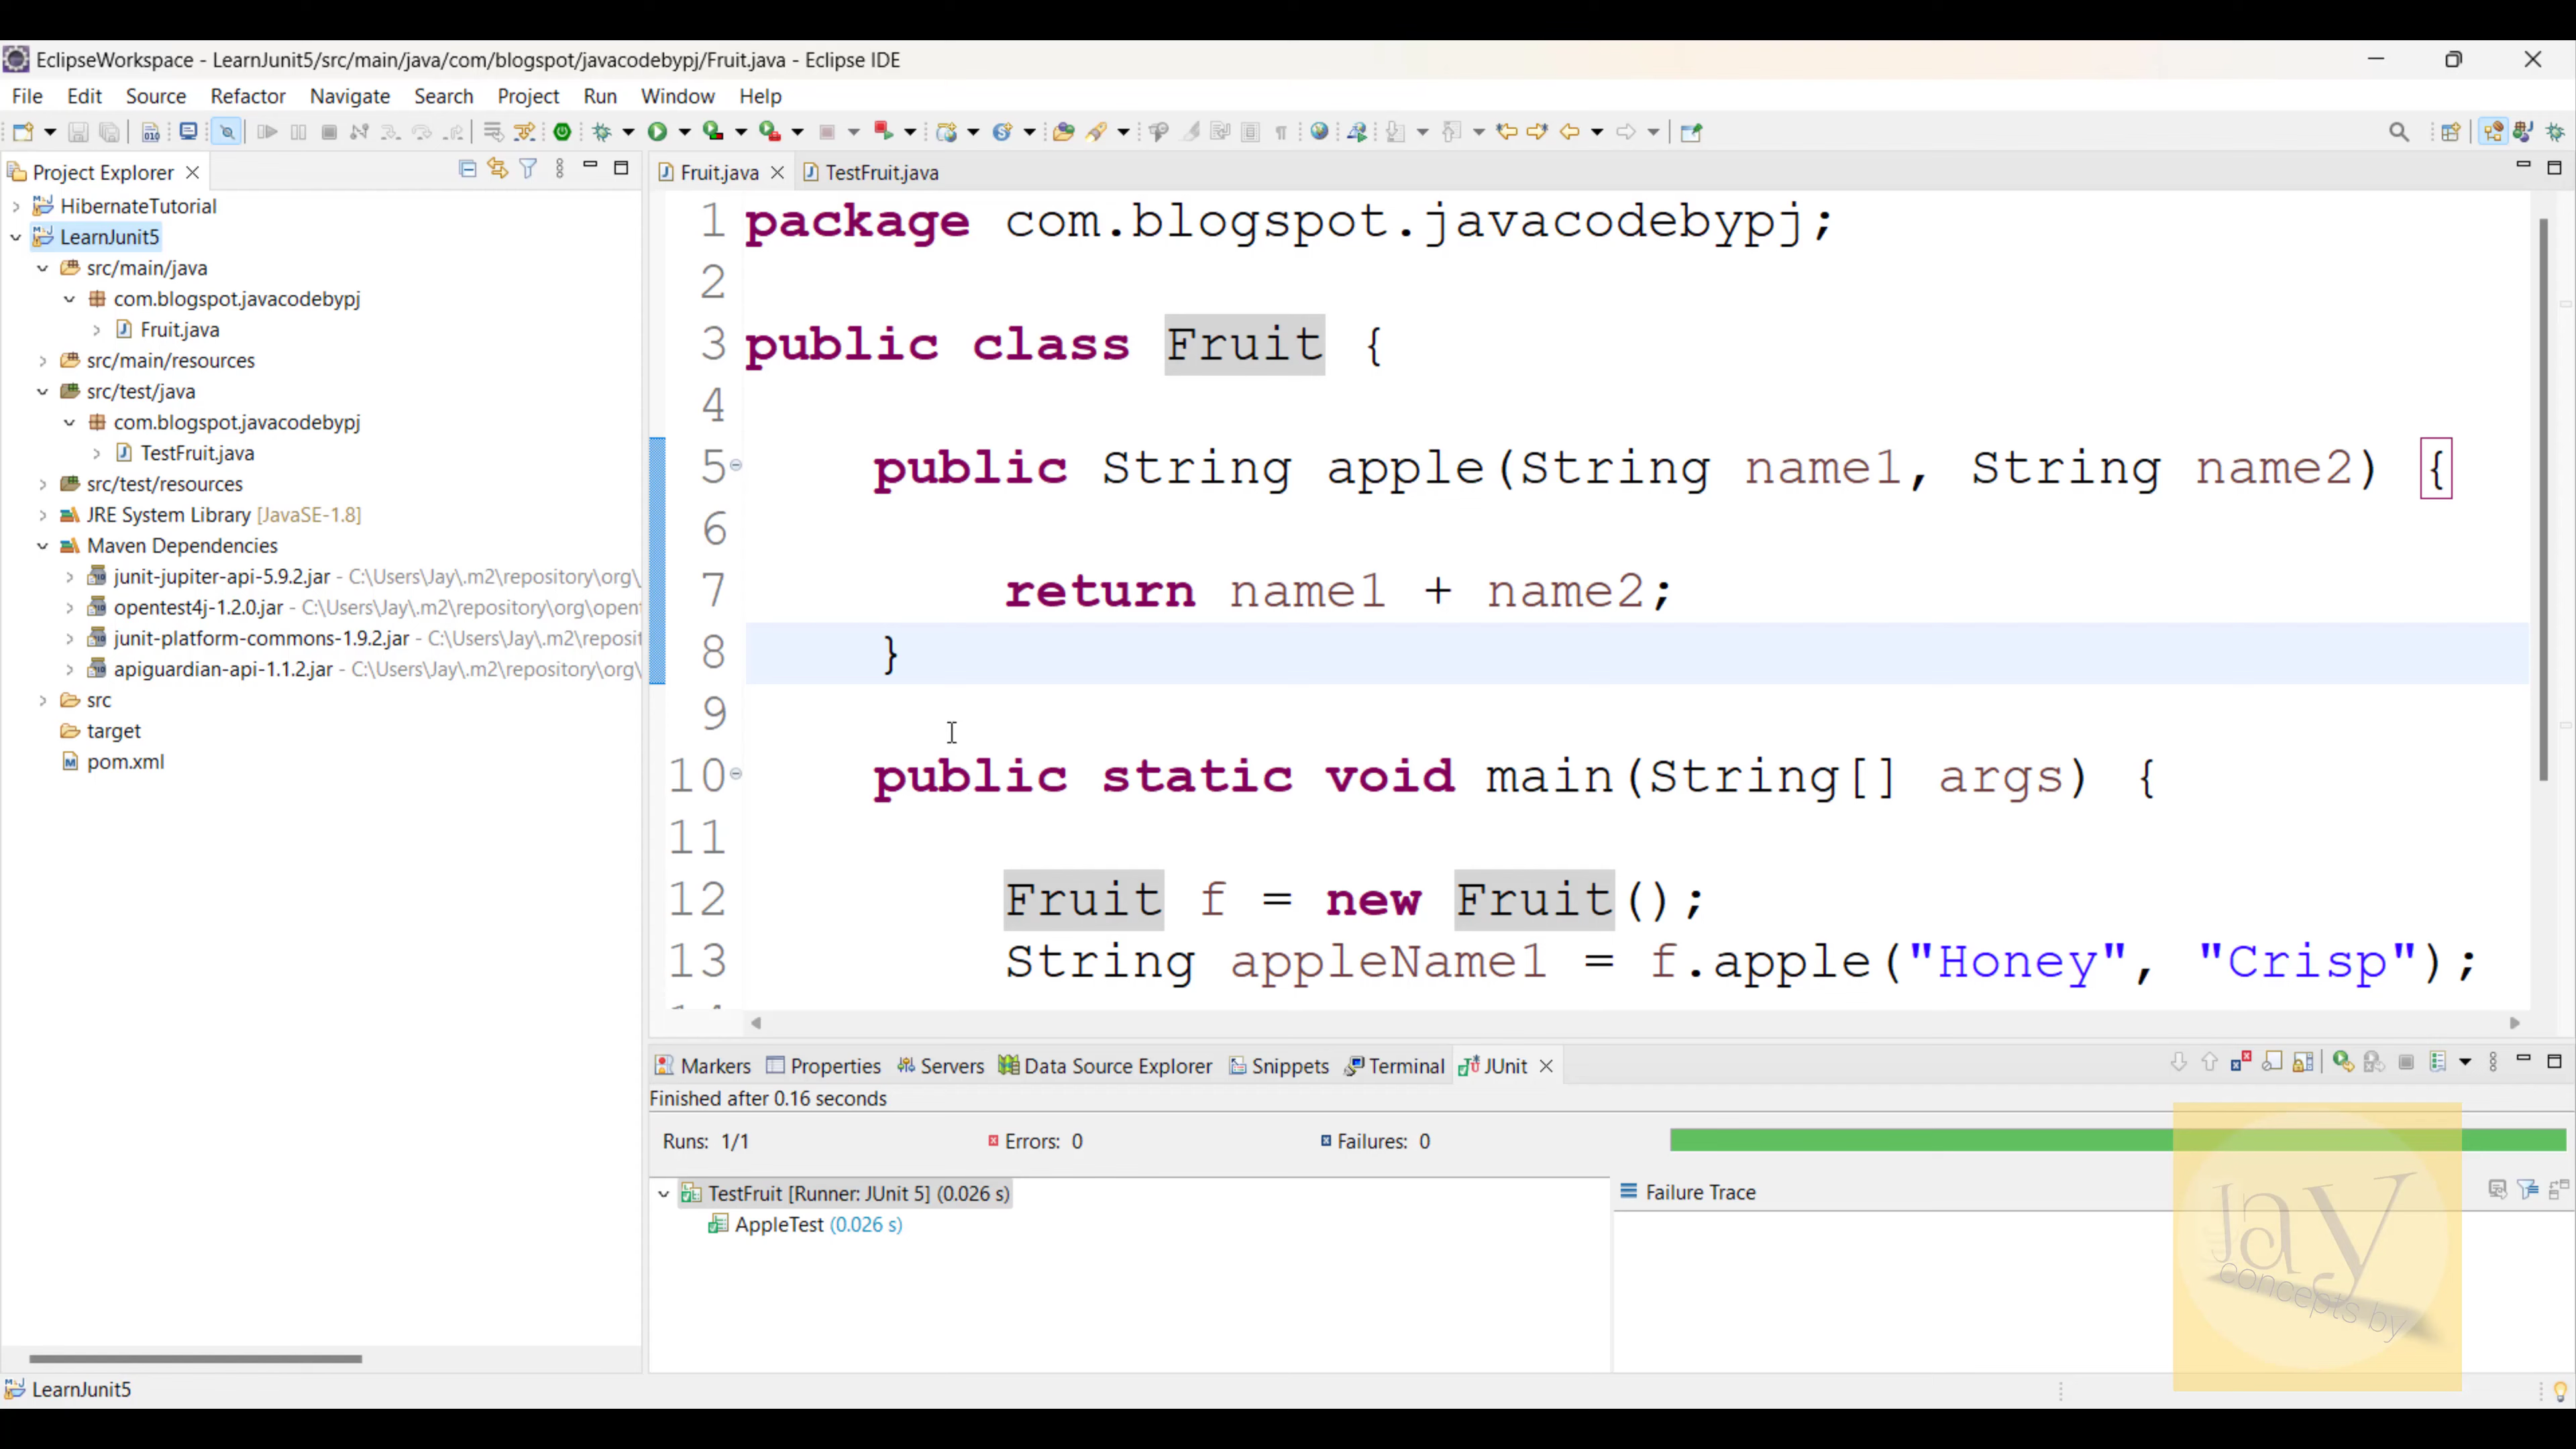 EclipseWorkspace - LearnJunit5/src/main/java/com/blogspot/javacodebypj/Fruit.java - Eclipse IDE
File Edit Source Refactor Navigate Search Project Run Window Help
Project Explorer
HibernateTutorial
LearnJunit5
src/main/java
com.blogspot.javacodebypj
Fruit.java
src/main/resources
src/test/java
com.blogspot.javacodebypj
TestFruit.java
src/test/resources
JRE System Library [JavaSE-1.8]
Maven Dependencies
junit-jupiter-api-5.9.2.jar - C:\Users\Jay\.m2\repository\org\
opentest4j-1.2.0.jar - C:\Users\Jay\.m2\repository\org\opent
junit-platform-commons-1.9.2.jar - C:\Users\Jay\.m2\reposit
apiguardian-api-1.1.2.jar - C:\Users\Jay\.m2\repository\org\
src
target
pom.xml
Fruit.java TestFruit.java
1 package com.blogspot.javacodebypj;
2
3 public class Fruit {
4
5 public String apple(String name1, String name2) {
6
7 return name1 + name2;
8 }
9
10 public static void main(String[] args) {
11
12 Fruit f = new Fruit();
13 String appleName1 = f.apple("Honey", "Crisp");
Markers Properties Servers Data Source Explorer Snippets Terminal JUnit
Finished after 0.16 seconds
Runs: 1/1 Errors: 0 Failures: 0
TestFruit [Runner: JUnit 5] (0.026 s)
AppleTest (0.026 s)
Failure Trace
Jay
concepts by
LearnJunit5